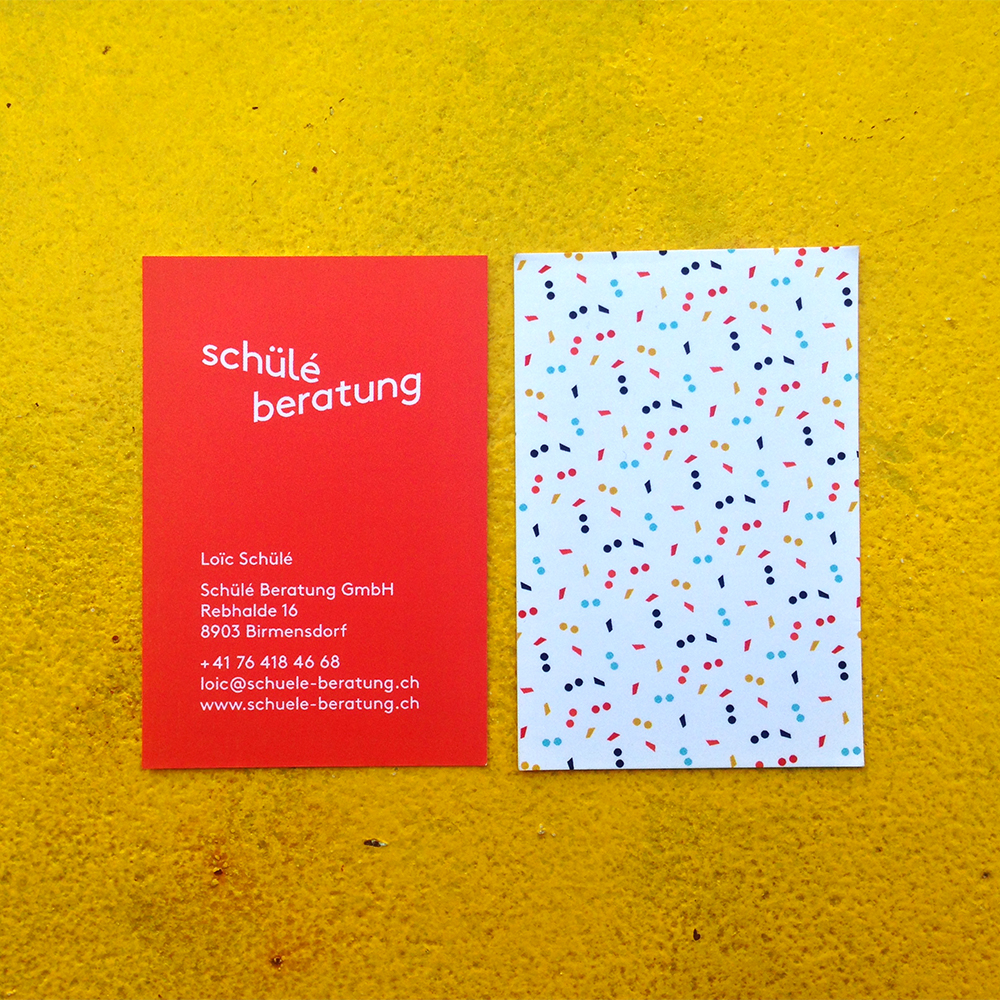 schülé
beratung
Loïc Schülé
Schülé Beratung GmbH
Rebhalde 16
8903 Birmensdorf
+41 76 418 46 68
loic@schuele-beratung.ch
www.schuele-beratung.ch